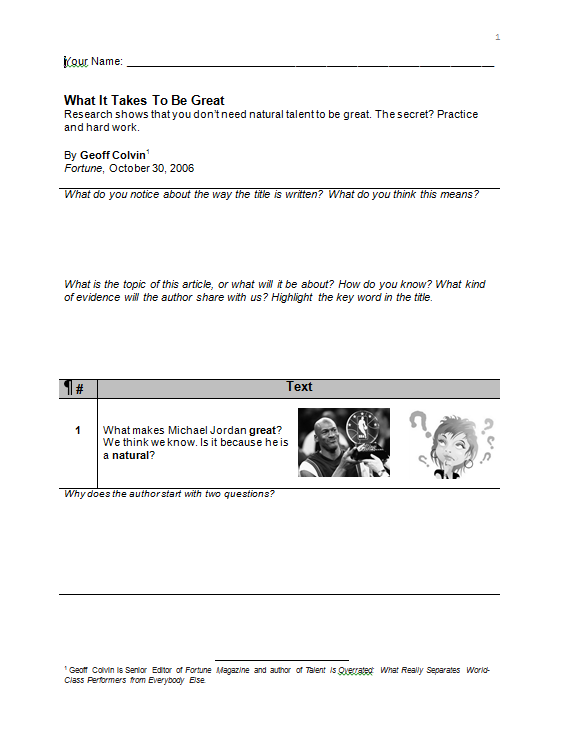 1
Your Name: ______________________________________________________________
What It Takes To Be Great
Research shows that you don't need natural talent to be great. The secret? Practice
and hard work.
By Geoff Colvin1
Fortune, October 30, 2006
What do you notice about the way the title is written? What do you think this means?
What is the topic of this article, or what will it be about? How do you know? What kind
of evidence will the author share with us? Highlight the key word in the title.
¶ # Text
1 What makes Michael Jordan great?
We think we know. Is it because he is
a natural?
Why does the author start with two questions?
1 Geoff Colvin is Senior Editor of Fortune Magazine and author of Talent is Overrated: What Really Separates World-
Class Performers from Everybody Else.